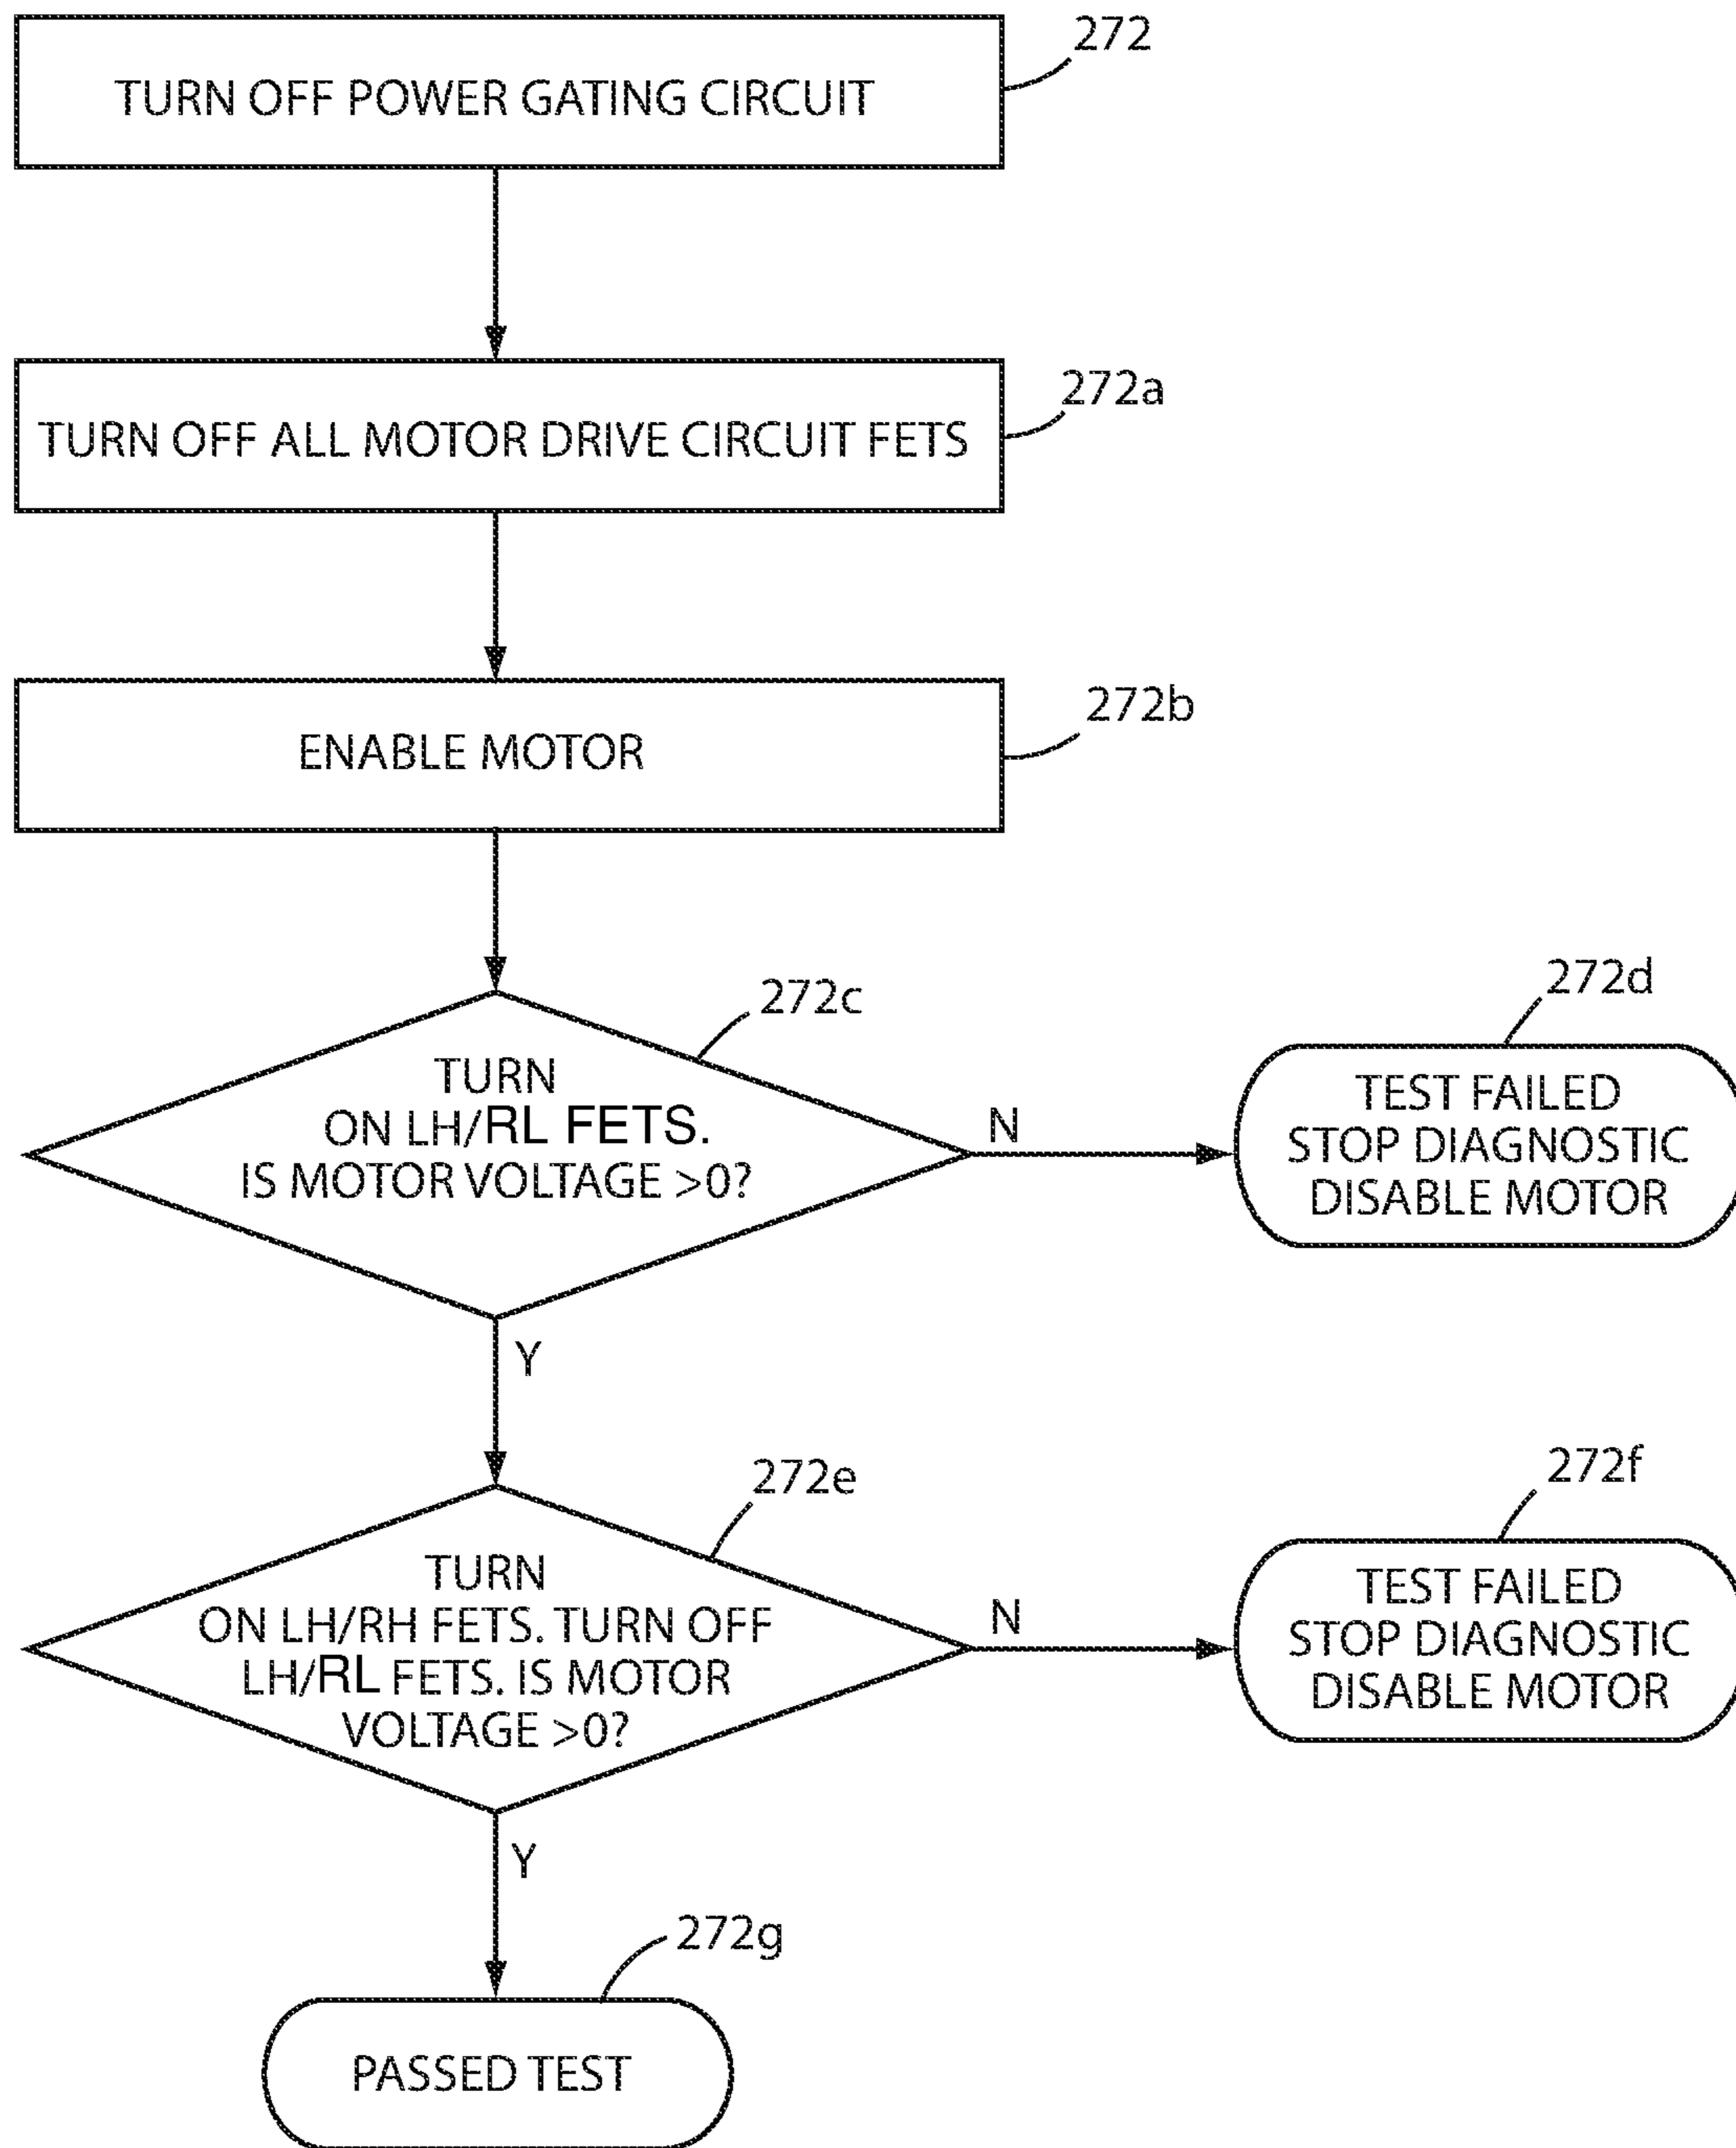 272
TURN OFF POWER GATING CIRCUIT
272a
TURN OFF ALL MOTOR DRIVE CIRCUIT FETS
272b
ENABLE MOTOR
272c
TURN
ON LH/RL FETS.
IS MOTOR VOLTAGE >0?
N
272d
TEST FAILED
STOP DIAGNOSTIC
DISABLE MOTOR
Y
272e
TURN
ON LH/RH FETS. TURN OFF
LH/RL FETS. IS MOTOR
VOLTAGE >0?
N
272f
TEST FAILED
STOP DIAGNOSTIC
DISABLE MOTOR
Y
272g
PASSED TEST